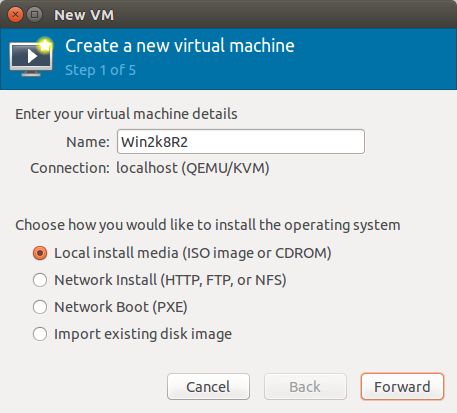 New VM
Create a new virtual machine
Step 1 of 5
Enter your virtual machine details
Name: Win2k8R2
Connection: localhost (QEMU/KVM)
Choose how you would like to install the operating system
Local install media (ISO image or CDROM)
Network Install (HTTP, FTP, or NFS)
Network Boot (PXE)
Import existing disk image
Cancel Back Forward